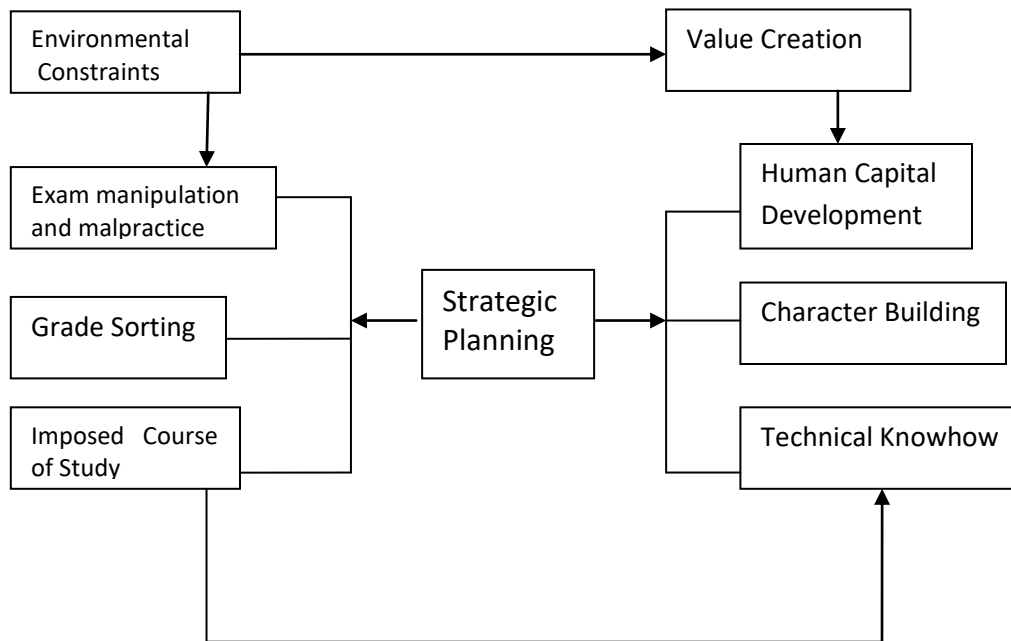 Environmental
Constraints
Value Creation
Exam manipulation
and malpractice
Human Capital
Development
Strategic
Planning
Grade Sorting
Character Building
Imposed Course
of Study
Technical Knowhow